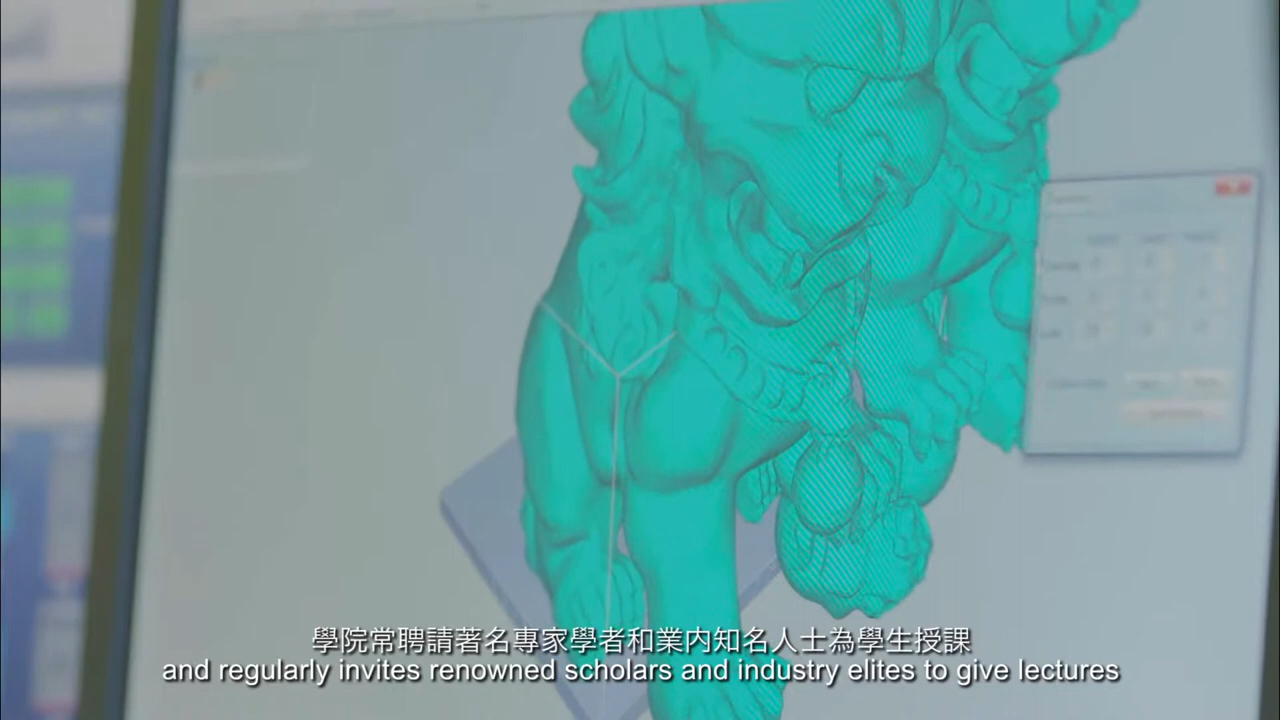 學院常聘請著名專家學者和業内知名人士為學生授課
and regularly invites renowned scholars and industry elites to give lectures